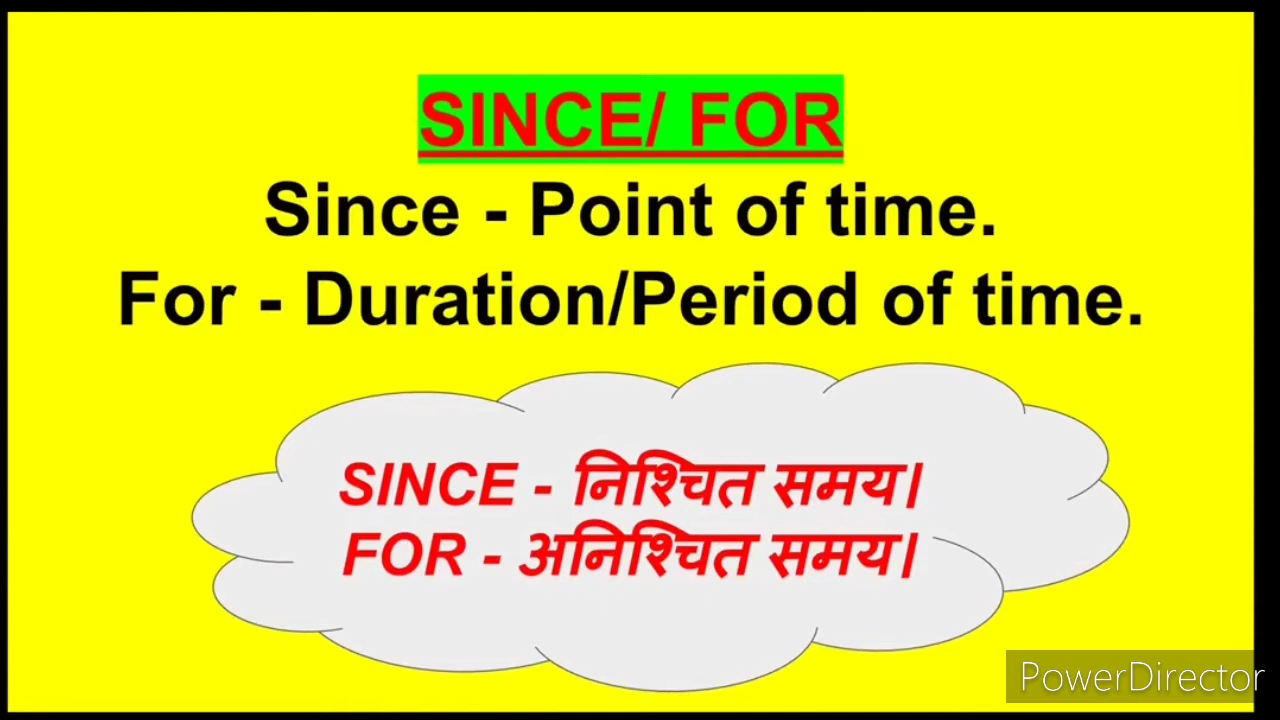 SINCE/ FOR
Since - Point of time.
For - Duration/Period of time.
SINCE - निश्चित समय।
FOR - अनिश्चित समय।
PowerDirector